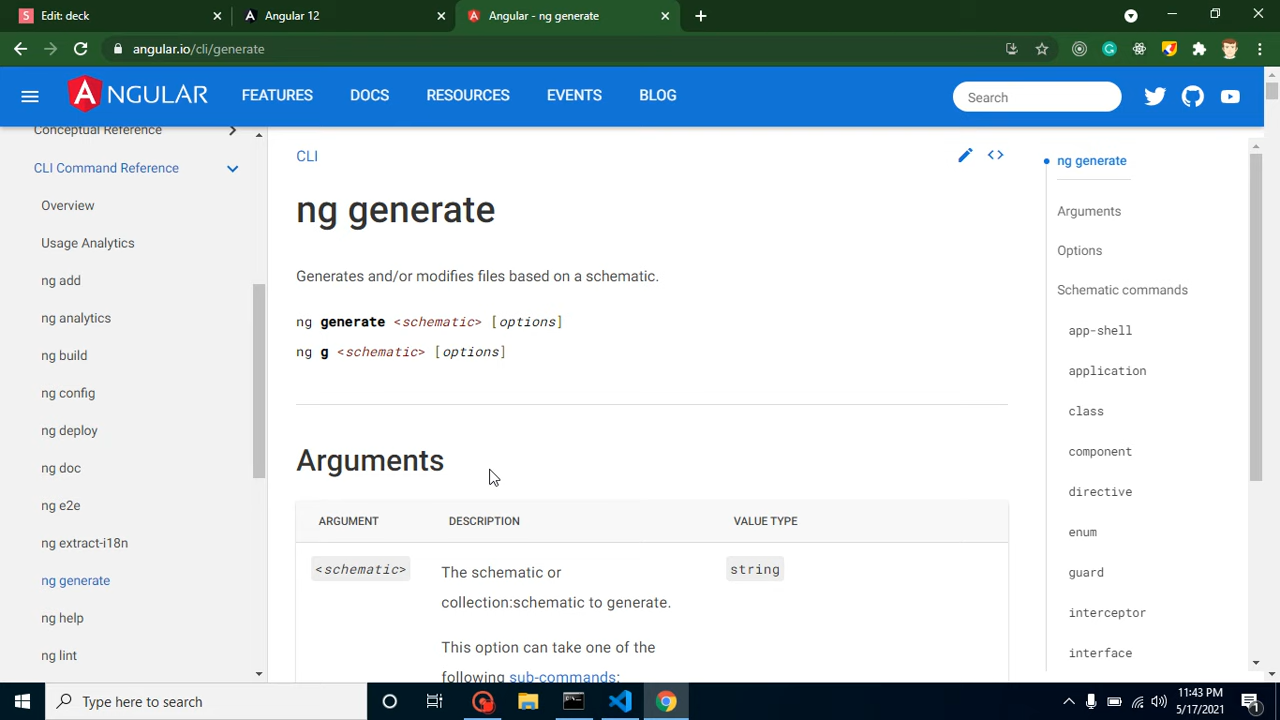 Edit: deck
Angular 12
Angular - ng generate
angular.io/cli/generate
ANGULAR
FEATURES
DOCS
RESOURCES
EVENTS
BLOG
Search
Conceptual Reference
CLI Command Reference
Overview
Usage Analytics
ng add
ng analytics
ng build
ng config
ng deploy
ng doc
ng e2e
ng extract-i18n
ng generate
ng help
ng lint
CLI
ng generate
Generates and/or modifies files based on a schematic.
ng generate <schematic> [options]
ng g <schematic> [options]
Arguments
ARGUMENT DESCRIPTION VALUE TYPE
<schematic> The schematic or string
collection:schematic to generate.
This option can take one of the
following sub-commands:
ng generate
Arguments
Options
Schematic commands
app-shell
application
class
component
directive
enum
guard
interceptor
interface
Type here to search
11:43 PM
5/17/2021